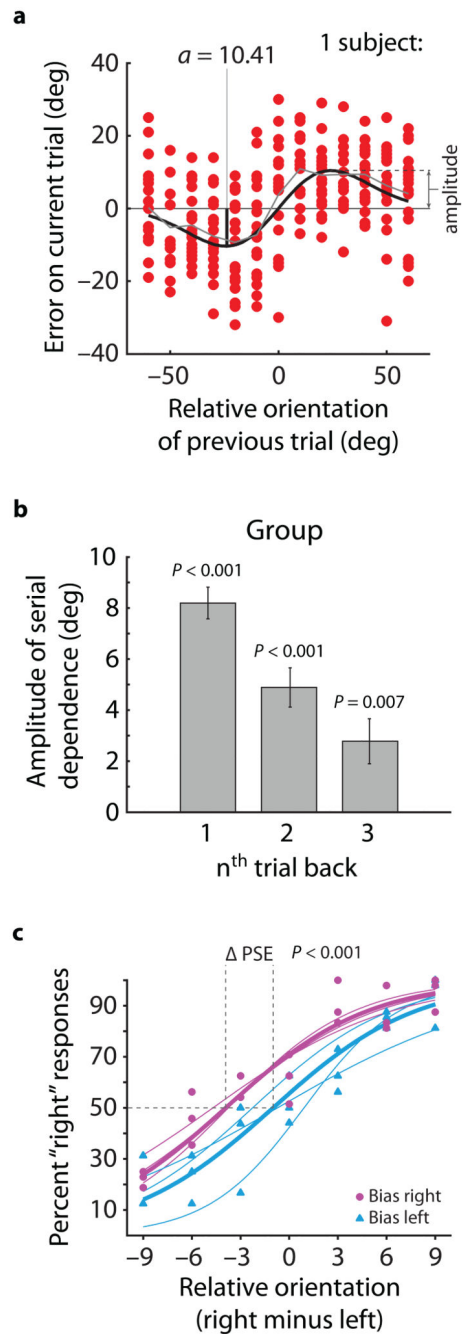 a
1 subject:
a = 10.41
40
20
0
−20
−40
Error on current trial (deg)
amplitude
−50
0
50
Relative orientation
of previous trial (deg)
b
Group
10
8
6
4
2
0
Amplitude of serial
dependence (deg)
P < 0.001
P < 0.001
P = 0.007
1
2
3
nth trial back
c
Δ PSE
P < 0.001
90
70
50
30
10
Percent “right” responses
Bias right
Bias left
−9
−6
−3
0
3
6
9
Relative orientation
(right minus left)